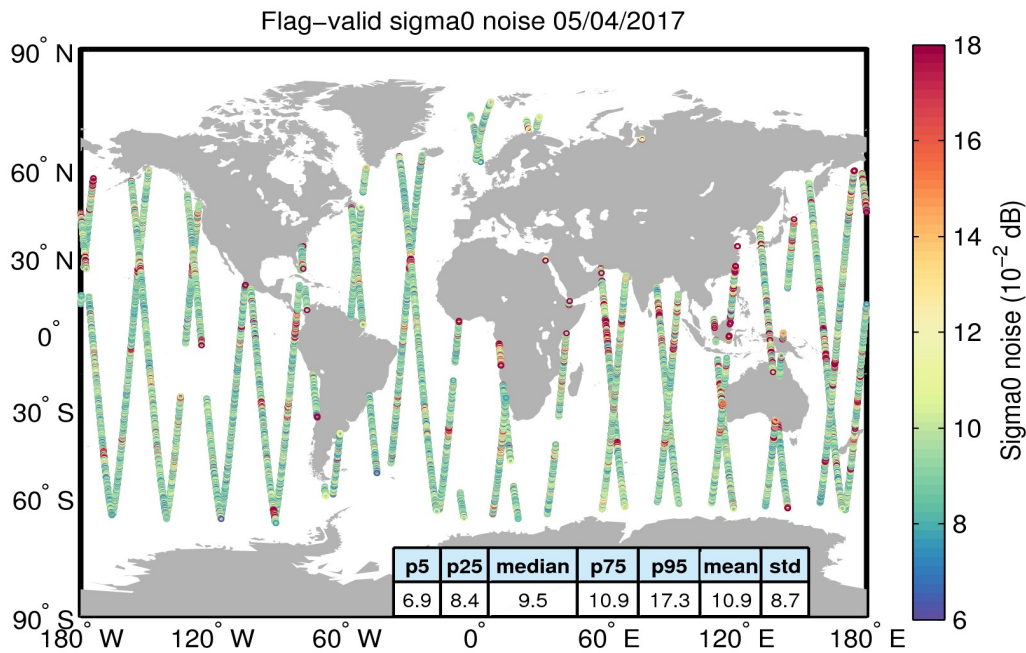 Flag−valid sigma0 noise 05/04/2017
90° N
60° N
30° N
0°
30° S
60° S
90° S
180° W
120° W
60° W
0°
60° E
120° E
180° E
p5 p25 median p75 p95 mean std
6.9 8.4 9.5 10.9 17.3 10.9 8.7
18
16
14
12
10
8
6
Sigma0 noise (10⁻² dB)